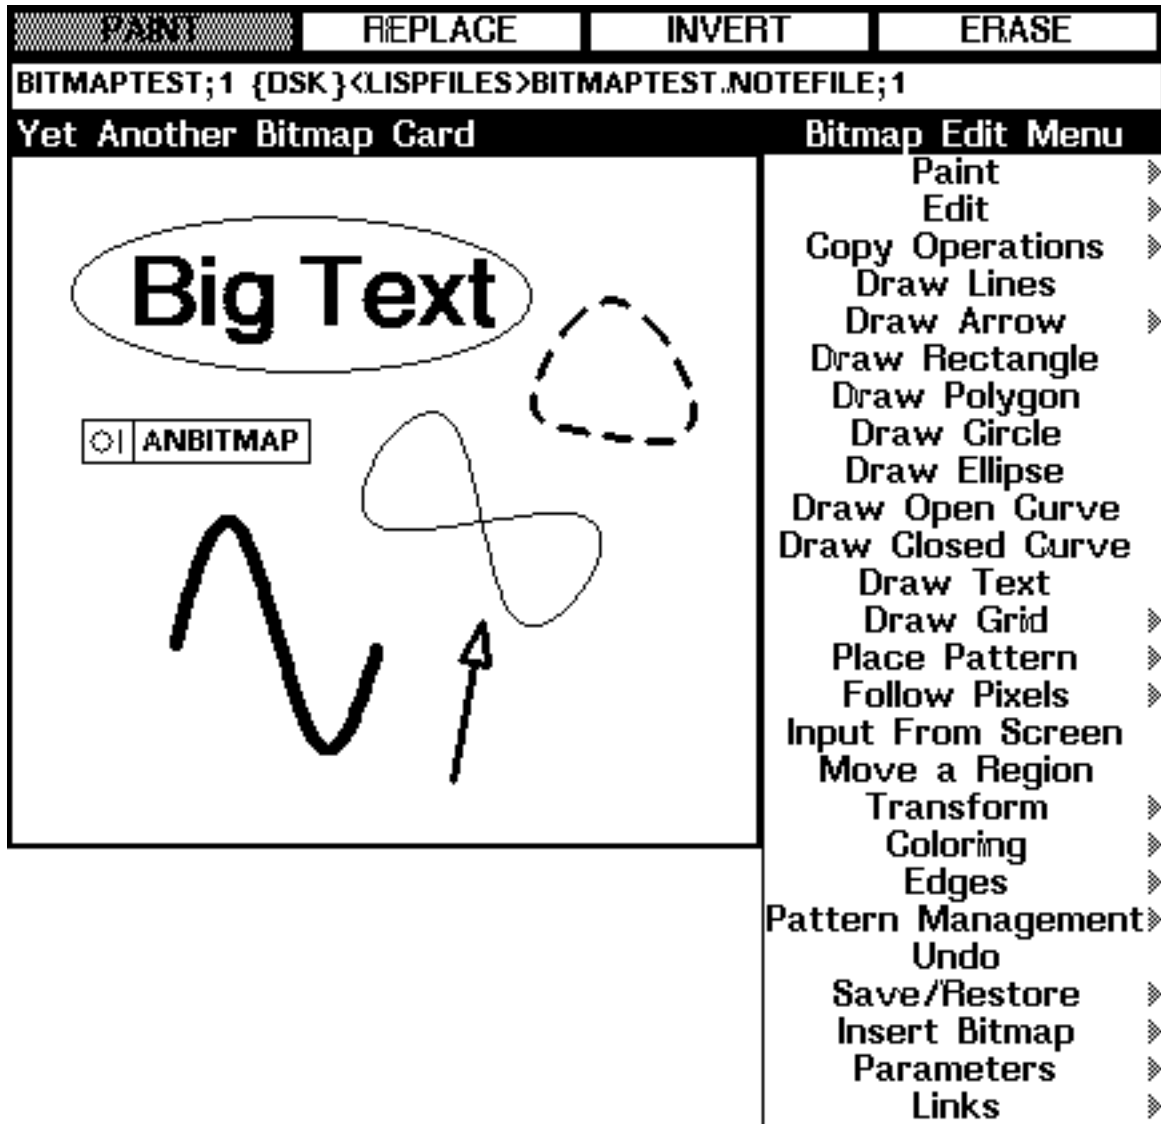 PAINT REPLACE INVERT ERASE
BITMAPTEST;1 {DSK}<LISPFILES>BITMAPTEST.NOTEFILE;1
Yet Another Bitmap Card
Big Text
ANBITMAP
Bitmap Edit Menu
Paint
Edit
Copy Operations
Draw Lines
Draw Arrow
Draw Rectangle
Draw Polygon
Draw Circle
Draw Ellipse
Draw Open Curve
Draw Closed Curve
Draw Text
Draw Grid
Place Pattern
Follow Pixels
Input From Screen
Move a Region
Transform
Coloring
Edges
Pattern Management
Undo
Save/Restore
Insert Bitmap
Parameters
Links